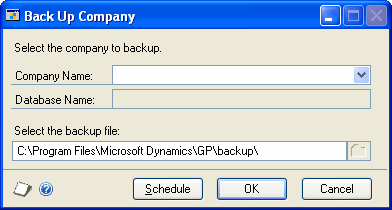 Back Up Company
Select the company to backup.
Company Name:
Database Name:
Select the backup file:
C:\Program Files\Microsoft Dynamics\GP\backup\
Schedule OK Cancel